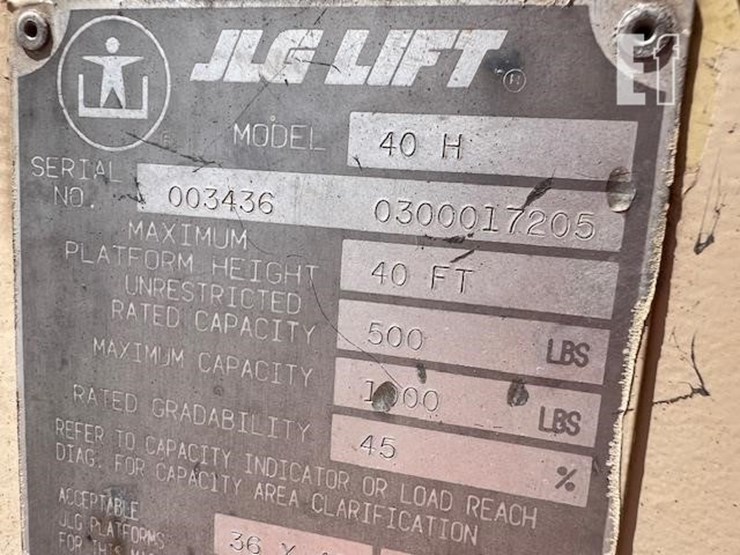 JLG LIFT ®
MODEL 40 H
SERIAL
NO. 003436 0300017205
MAXIMUM
PLATFORM HEIGHT 40 FT
UNRESTRICTED
RATED CAPACITY 500 LBS
MAXIMUM CAPACITY 1000 LBS
RATED GRADABILITY 45 %
REFER TO CAPACITY INDICATOR OR LOAD REACH
DIAG. FOR CAPACITY AREA CLARIFICATION
ACCEPTABLE
JLG PLATFORMS
FOR THIS 36 X